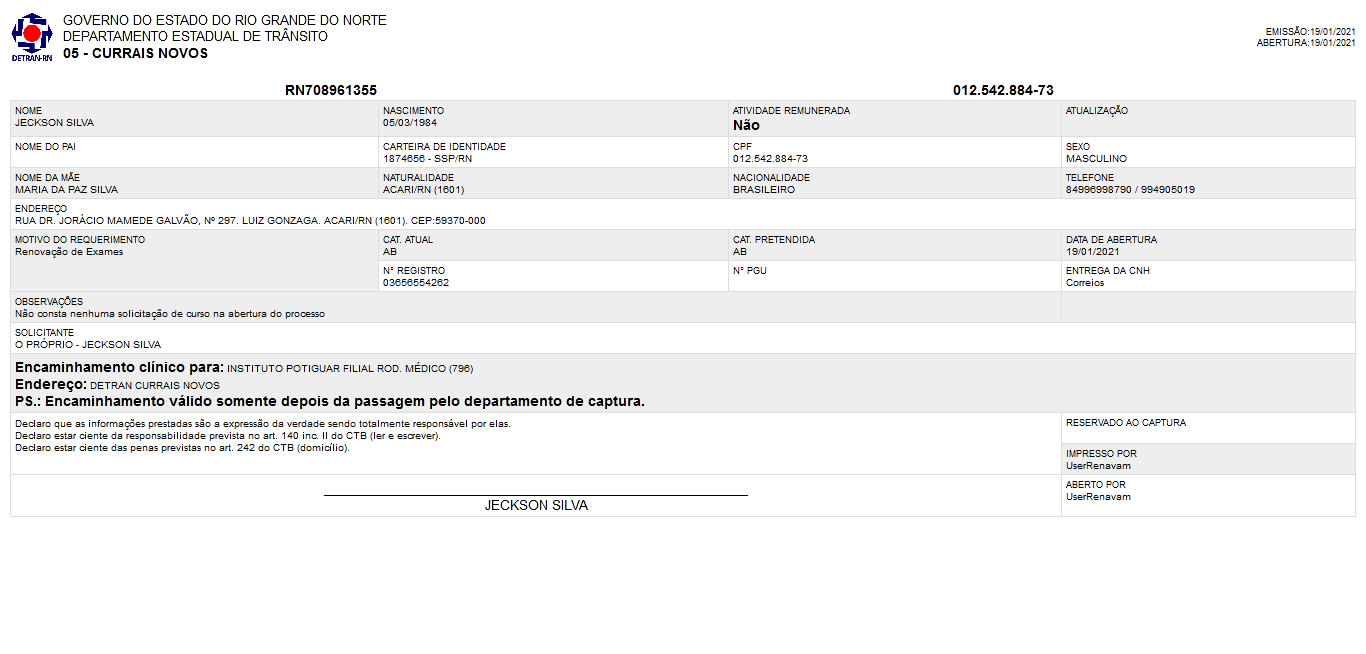 GOVERNO DO ESTADO DO RIO GRANDE DO NORTE
DEPARTAMENTO ESTADUAL DE TRÂNSITO
05 - CURRAIS NOVOS
DETRAN-RN
EMISSÃO:19/01/2021
ABERTURA:19/01/2021
RN708961355 012.542.884-73
NOME NASCIMENTO ATIVIDADE REMUNERADA ATUALIZAÇÃO
JECKSON SILVA 05/03/1984 Não
NOME DO PAI CARTEIRA DE IDENTIDADE CPF SEXO
1874656 - SSP/RN 012.542.884-73 MASCULINO
NOME DA MÃE NATURALIDADE NACIONALIDADE TELEFONE
MARIA DA PAZ SILVA ACARI/RN (1601) BRASILEIRO 84996998790 / 994905019
ENDEREÇO
RUA DR. JORÁCIO MAMEDE GALVÃO, Nº 297. LUIZ GONZAGA. ACARI/RN (1601). CEP:59370-000
MOTIVO DO REQUERIMENTO CAT. ATUAL CAT. PRETENDIDA DATA DE ABERTURA
Renovação de Exames AB AB 19/01/2021
N° REGISTRO N° PGU ENTREGA DA CNH
03656554262 Correios
OBSERVAÇÕES
Não consta nenhuma solicitação de curso na abertura do processo
SOLICITANTE
O PRÓPRIO - JECKSON SILVA
Encaminhamento clínico para: INSTITUTO POTIGUAR FILIAL ROD. MÉDICO (796)
Endereço: DETRAN CURRAIS NOVOS
PS.: Encaminhamento válido somente depois da passagem pelo departamento de captura.
Declaro que as informações prestadas são a expressão da verdade sendo totalmente responsável por elas.
Declaro estar ciente da responsabilidade prevista no art. 140 inc. II do CTB (ler e escrever).
Declaro estar ciente das penas previstas no art. 242 do CTB (domicílio).
RESERVADO AO CAPTURA
IMPRESSO POR
UserRenavam
ABERTO POR
UserRenavam
JECKSON SILVA